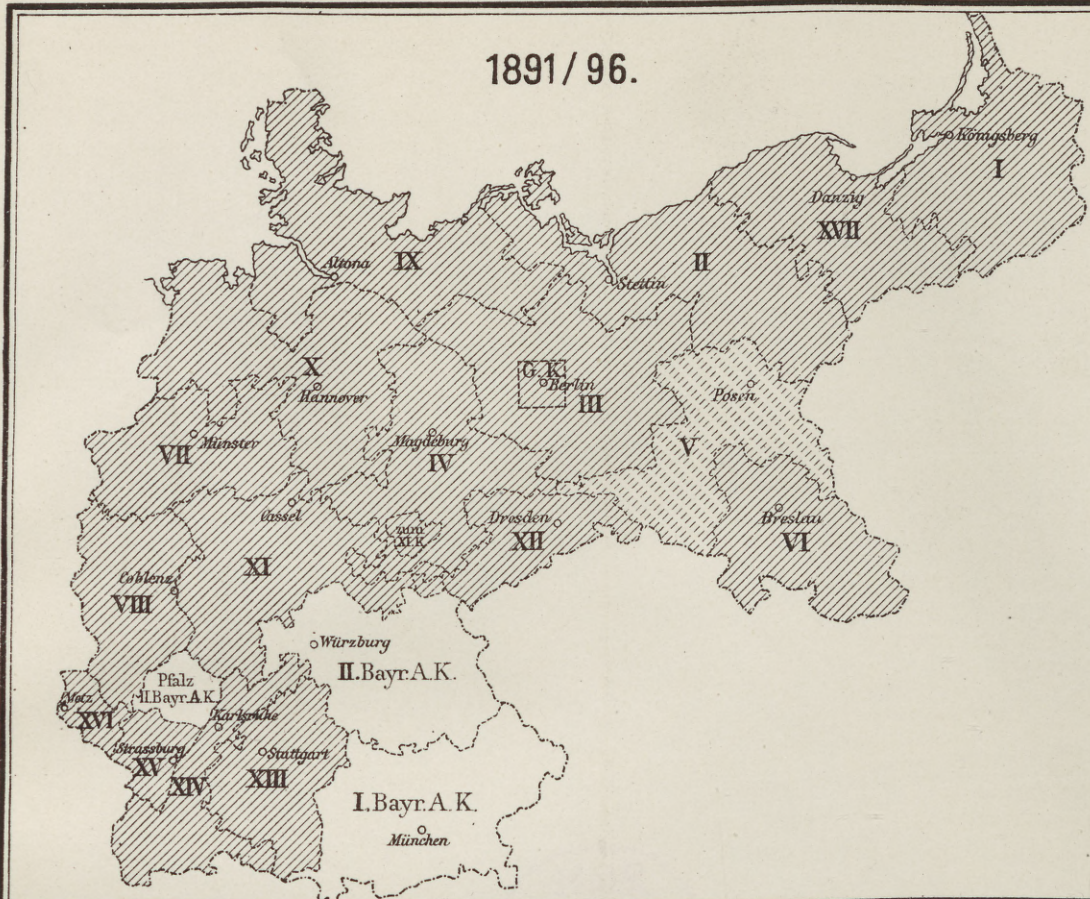 1891/96.
Königsberg
I
Danzig
XVII
Altona
IX
II
Stettin
X
Hannover
G. K.
Berlin
III
Posen
V
VII
Münster
Magdeburg
IV
Cassel
zum
XI.K.
Dresden
XII
Breslau
VI
XI
Coblenz
VIII
Würzburg
II.Bayr.A.K.
Pfalz
II.Bayr.A.K.
Metz
XVI
Karlsruhe
Strassburg
XV
XIV
Stuttgart
XIII
I.Bayr.A.K.
München